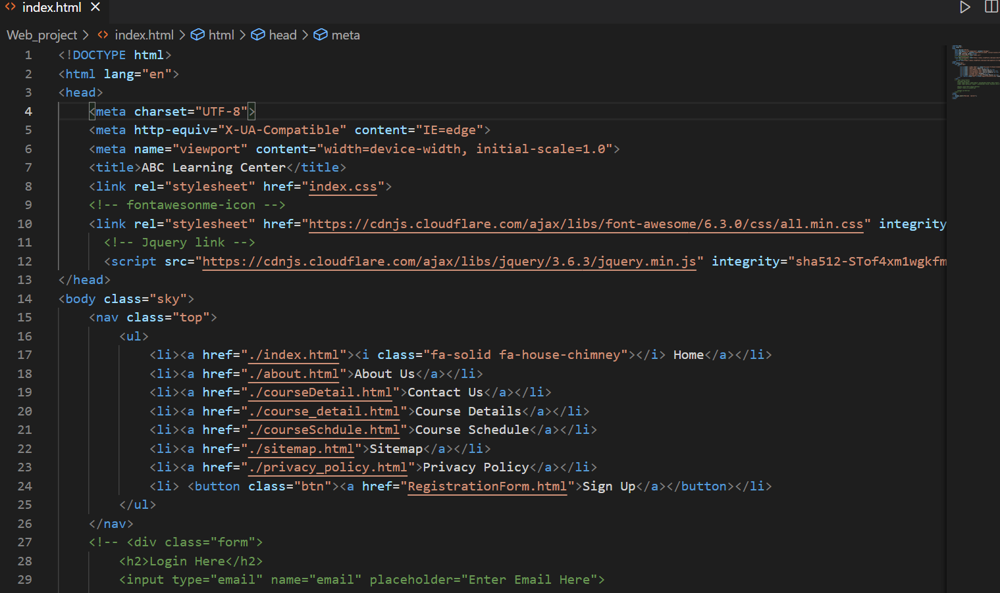 index.html
Web_project > index.html > html > head > meta
1 <!DOCTYPE html>
2 <html lang="en">
3 <head>
4 <meta charset="UTF-8">
5 <meta http-equiv="X-UA-Compatible" content="IE=edge">
6 <meta name="viewport" content="width=device-width, initial-scale=1.0">
7 <title>ABC Learning Center</title>
8 <link rel="stylesheet" href="index.css">
9 <!-- fontawesonme-icon -->
10 <link rel="stylesheet" href="https://cdnjs.cloudflare.com/ajax/libs/font-awesome/6.3.0/css/all.min.css" integrity
11 <!-- Jquery link -->
12 <script src="https://cdnjs.cloudflare.com/ajax/libs/jquery/3.6.3/jquery.min.js" integrity="sha512-STof4xm1wgkfm
13 </head>
14 <body class="sky">
15 <nav class="top">
16 <ul>
17 <li><a href="./index.html"><i class="fa-solid fa-house-chimney"></i> Home</a></li>
18 <li><a href="./about.html">About Us</a></li>
19 <li><a href="./courseDetail.html">Contact Us</a></li>
20 <li><a href="./course_detail.html">Course Details</a></li>
21 <li><a href="./courseSchdule.html">Course Schedule</a></li>
22 <li><a href="./sitemap.html">Sitemap</a></li>
23 <li><a href="./privacy_policy.html">Privacy Policy</a></li>
24 <li> <button class="btn"><a href="RegistrationForm.html">Sign Up</a></button></li>
25 </ul>
26 </nav>
27 <!-- <div class="form">
28 <h2>Login Here</h2>
29 <input type="email" name="email" placeholder="Enter Email Here">